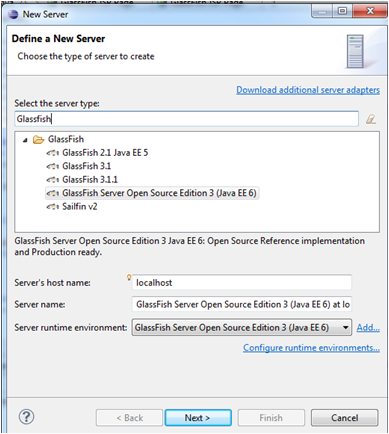 New Server
Define a New Server
Choose the type of server to create
Download additional server adapters
Select the server type:
Glassfish
GlassFish
GlassFish 2.1 Java EE 5
GlassFish 3.1
GlassFish 3.1.1
GlassFish Server Open Source Edition 3 (Java EE 6)
Sailfin v2
GlassFish Server Open Source Edition 3 Java EE 6: Open Source Reference implementation
and Production ready.
Server's host name: localhost
Server name: GlassFish Server Open Source Edition 3 (Java EE 6) at lo
Server runtime environment: GlassFish Server Open Source Edition 3 (Java EE 6) Add...
Configure runtime environments...
? < Back Next > Finish Cancel